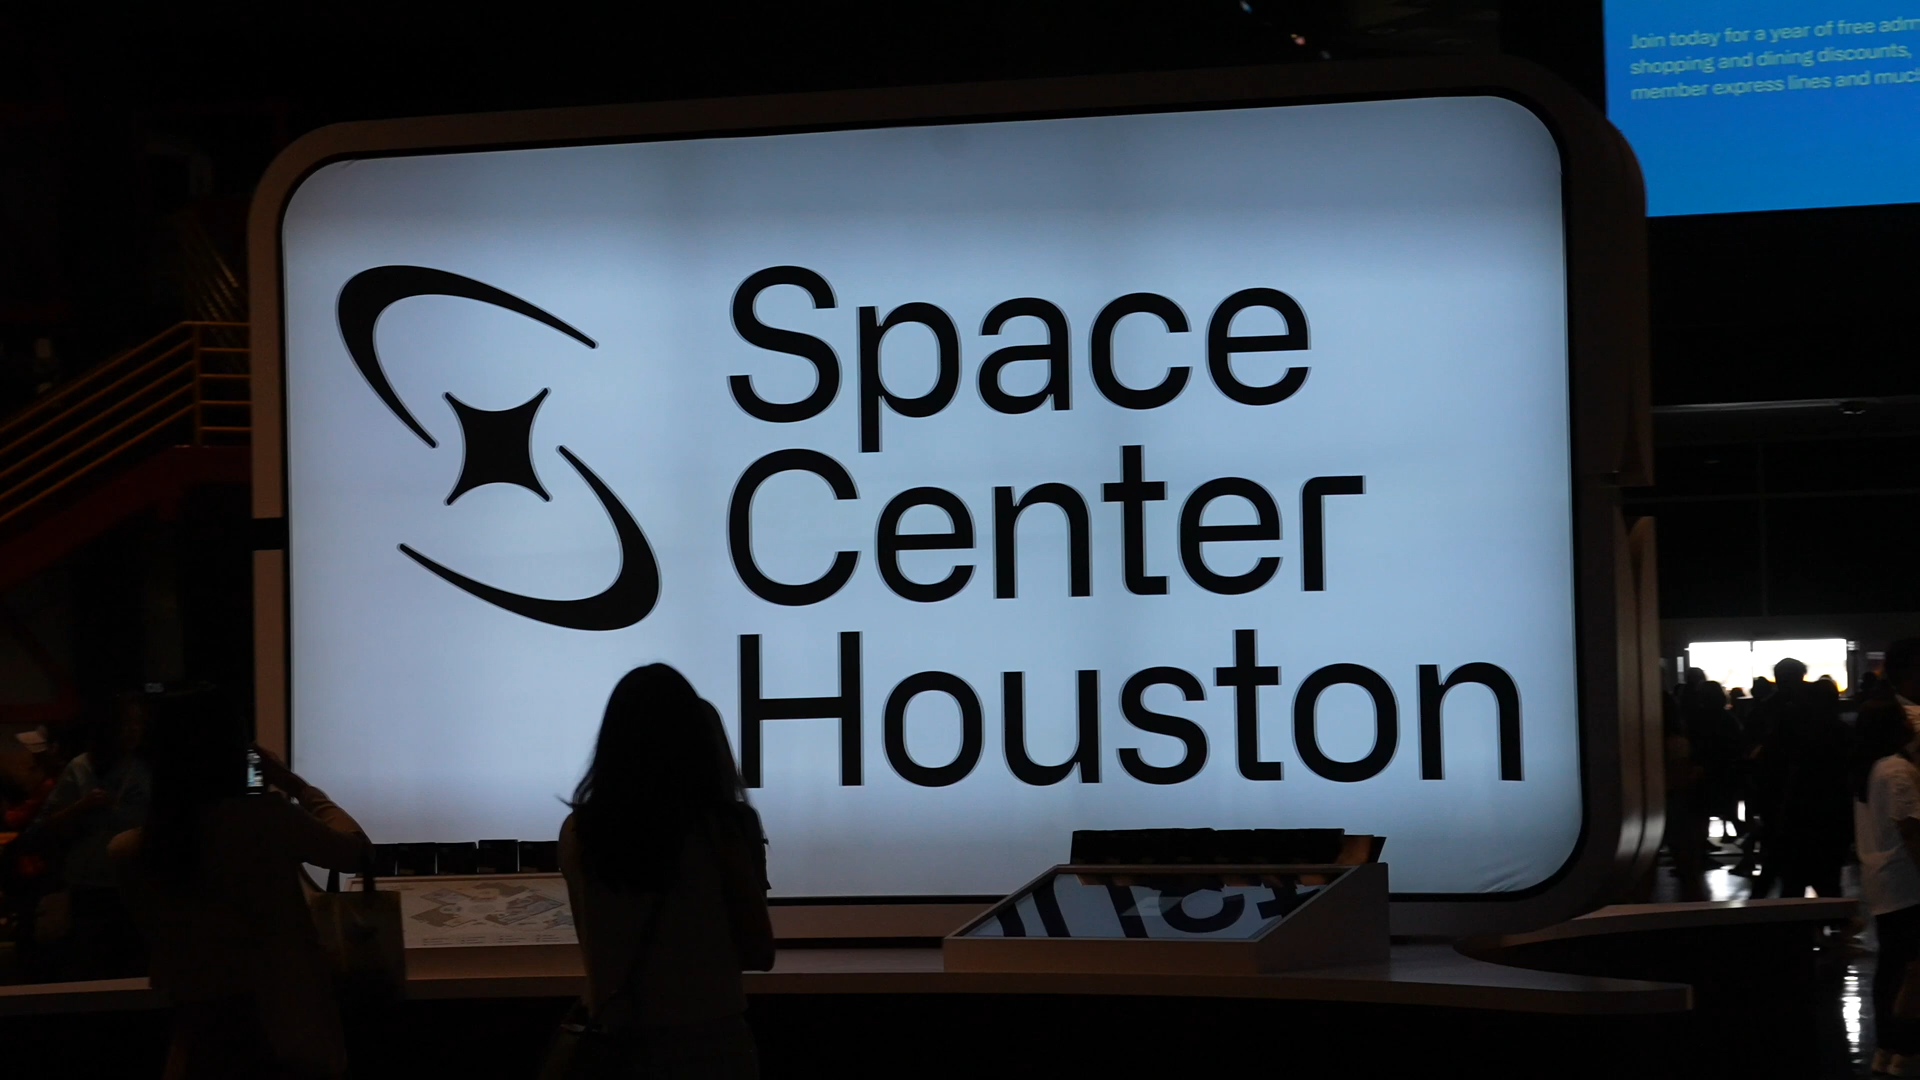 Space
Center
Houston
Join today for a year of free adm
shopping and dining discounts,
member express lines and muc